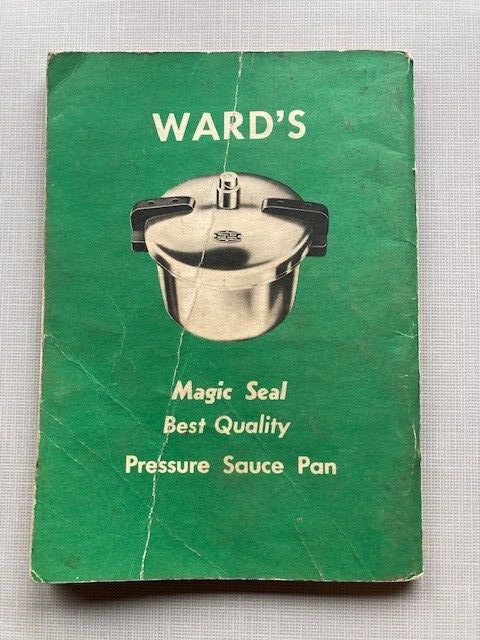 WARD'S
Magic Seal
Best Quality
Pressure Sauce Pan